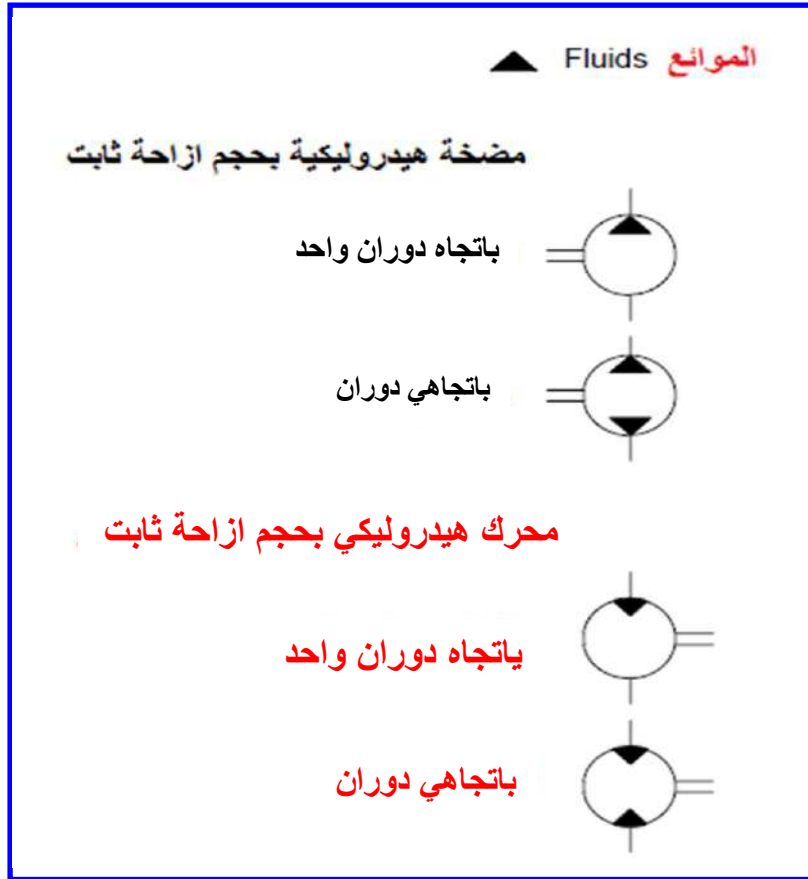 الموائع Fluids
مضخة هيدروليكية بحجم ازاحة ثابت
باتجاه دوران واحد
باتجاهي دوران
محرك هيدروليكي بحجم ازاحة ثابت
ياتجاه دوران واحد
باتجاهي دوران